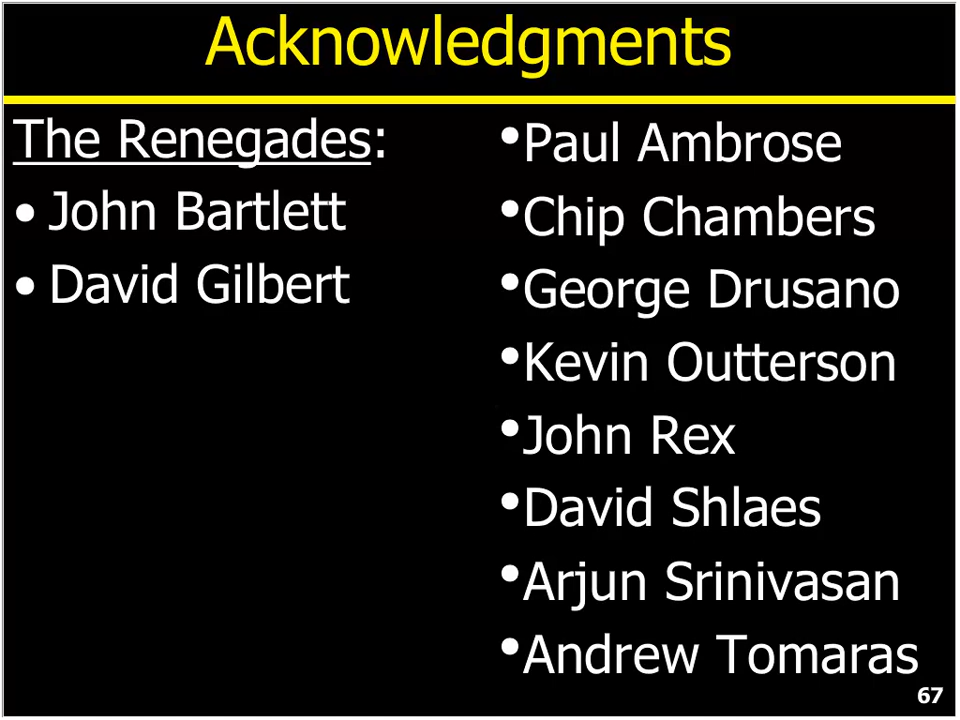 Acknowledgments
The Renegades:
• John Bartlett
• David Gilbert
• Paul Ambrose
• Chip Chambers
• George Drusano
• Kevin Outterson
• John Rex
• David Shlaes
• Arjun Srinivasan
• Andrew Tomaras
67